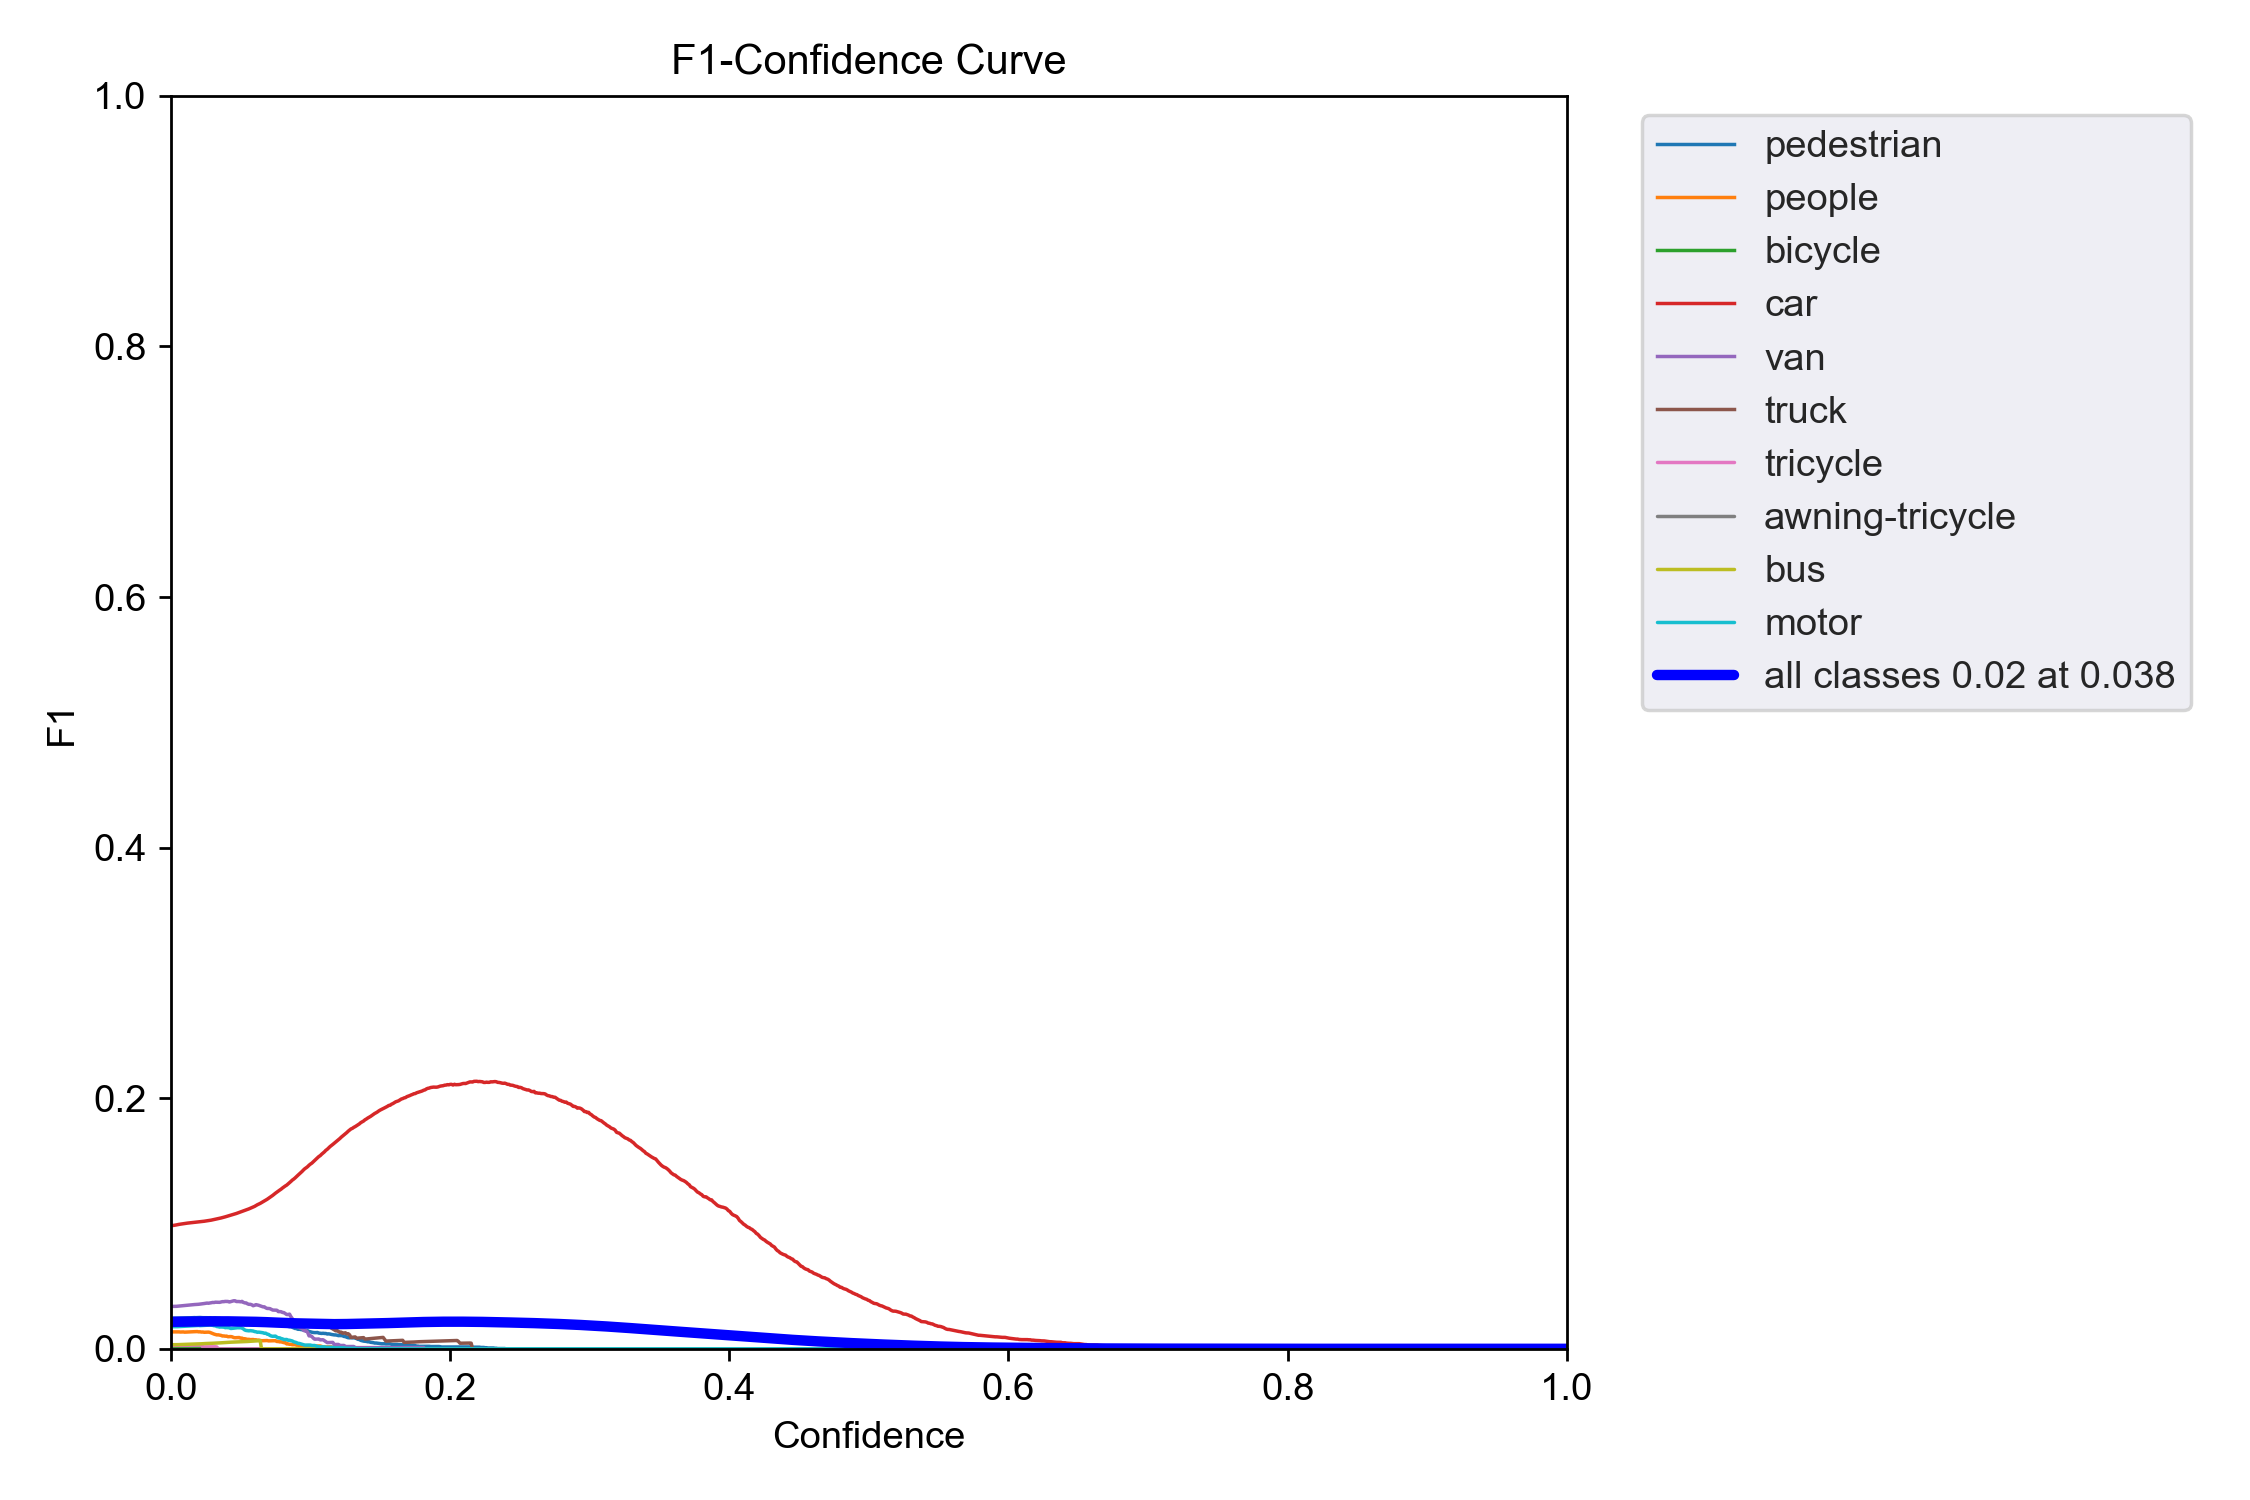 F1-Confidence Curve
1.0
0.8
0.6
0.4
0.2
0.0
F1
0.0 0.2 0.4 0.6 0.8 1.0
Confidence
pedestrian
people
bicycle
car
van
truck
tricycle
awning-tricycle
bus
motor
all classes 0.02 at 0.038